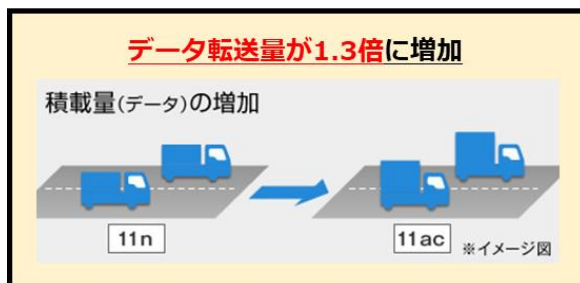 データ転送量が1.3倍に増加
積載量(データ)の増加
11n
11ac
※イメージ図